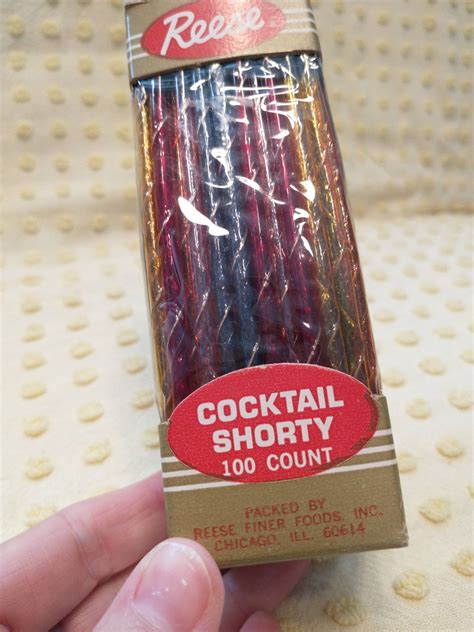 Reese
COCKTAIL
SHORTY
100 COUNT
PACKED BY
REESE FINER FOODS, INC.
CHICAGO, ILL. 60614